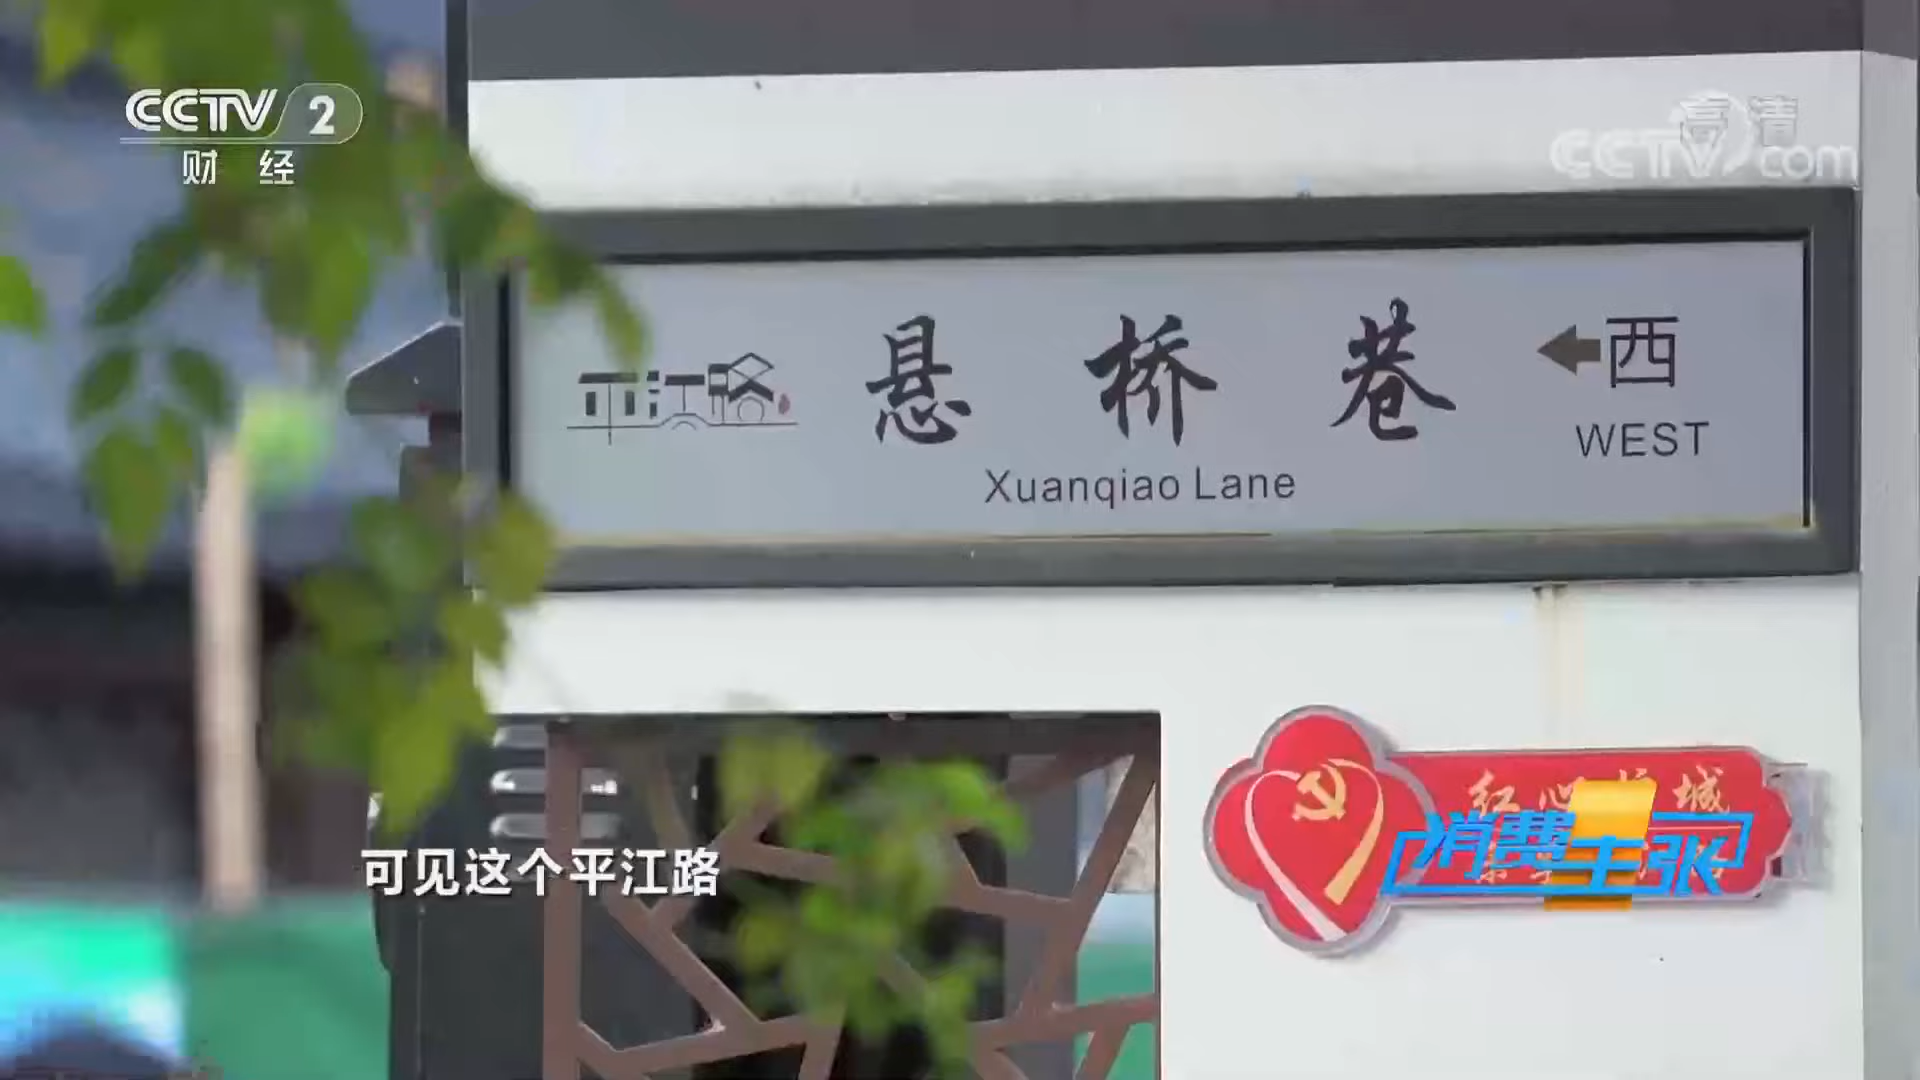 CCTV 2
财经
高清
CCTV.com
平江路
悬桥巷
西
WEST
Xuanqiao Lane
红心
城
消费主张
可见这个平江路